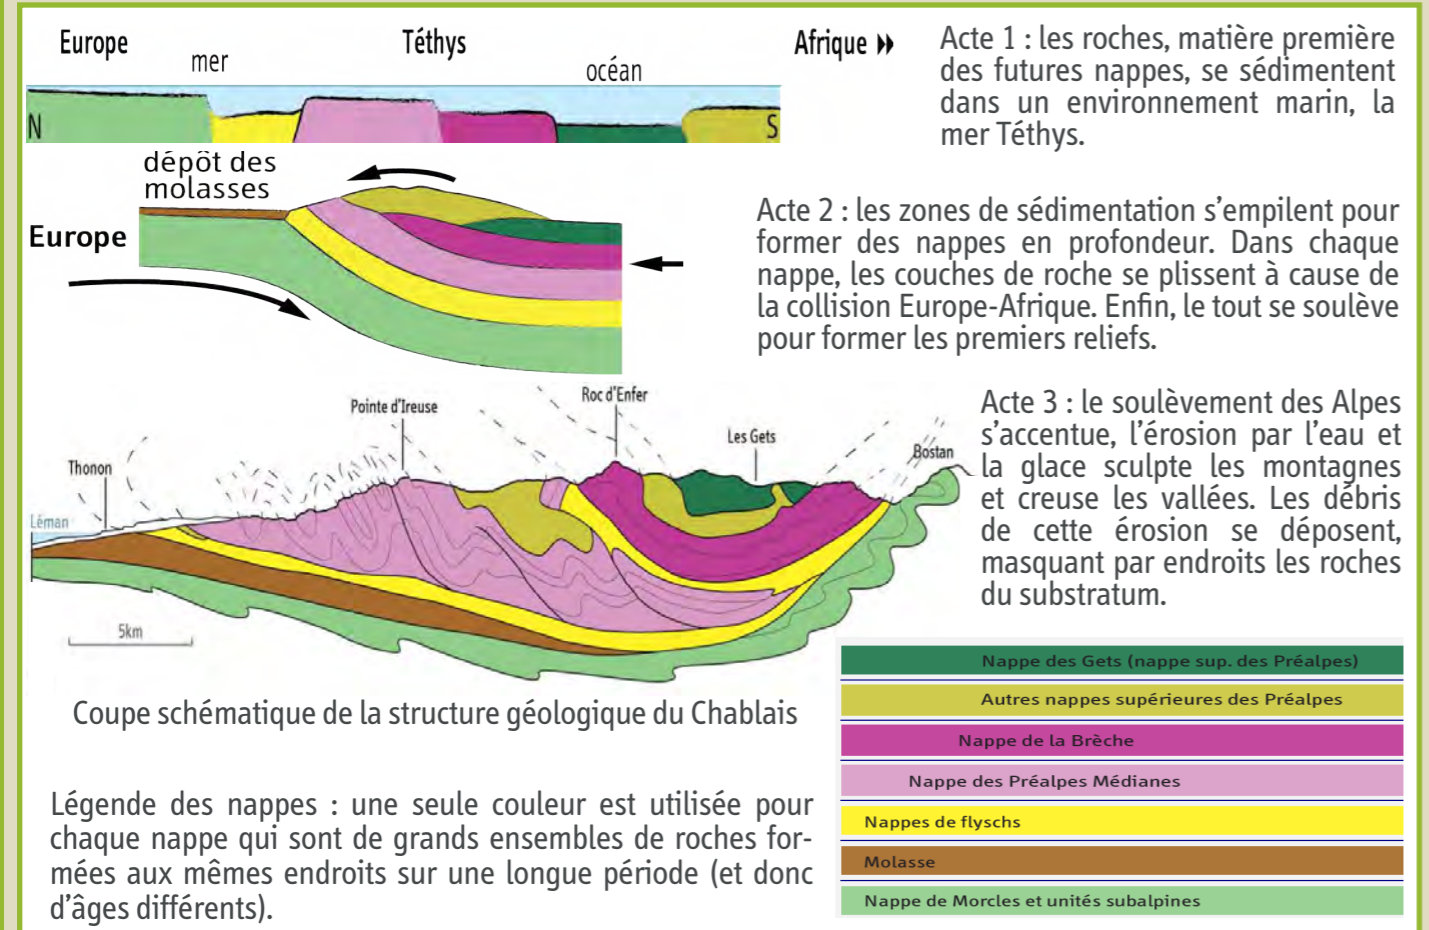 Europe
mer
Téthys
océan
Afrique
N
S
Acte 1 : les roches, matière première
des futures nappes, se sédimentent
dans un environnement marin, la
mer Téthys.
dépôt des
molasses
Europe
Acte 2 : les zones de sédimentation s'empilent pour
former des nappes en profondeur. Dans chaque
nappe, les couches de roche se plissent à cause de
la collision Europe-Afrique. Enfin, le tout se soulève
pour former les premiers reliefs.
Léman
Thonon
Pointe d'Ireuse
Roc d'Enfer
Les Gets
Bostan
5km
Acte 3 : le soulèvement des Alpes
s'accentue, l'érosion par l'eau et
la glace sculpte les montagnes
et creuse les vallées. Les débris
de cette érosion se déposent,
masquant par endroits les roches
du substratum.
Coupe schématique de la structure géologique du Chablais
Légende des nappes : une seule couleur est utilisée pour
chaque nappe qui sont de grands ensembles de roches for-
mées aux mêmes endroits sur une longue période (et donc
d'âges différents).
Nappe des Gets (nappe sup. des Préalpes)
Autres nappes supérieures des Préalpes
Nappe de la Brèche
Nappe des Préalpes Médianes
Nappes de flyschs
Molasse
Nappe de Morcles et unités subalpines